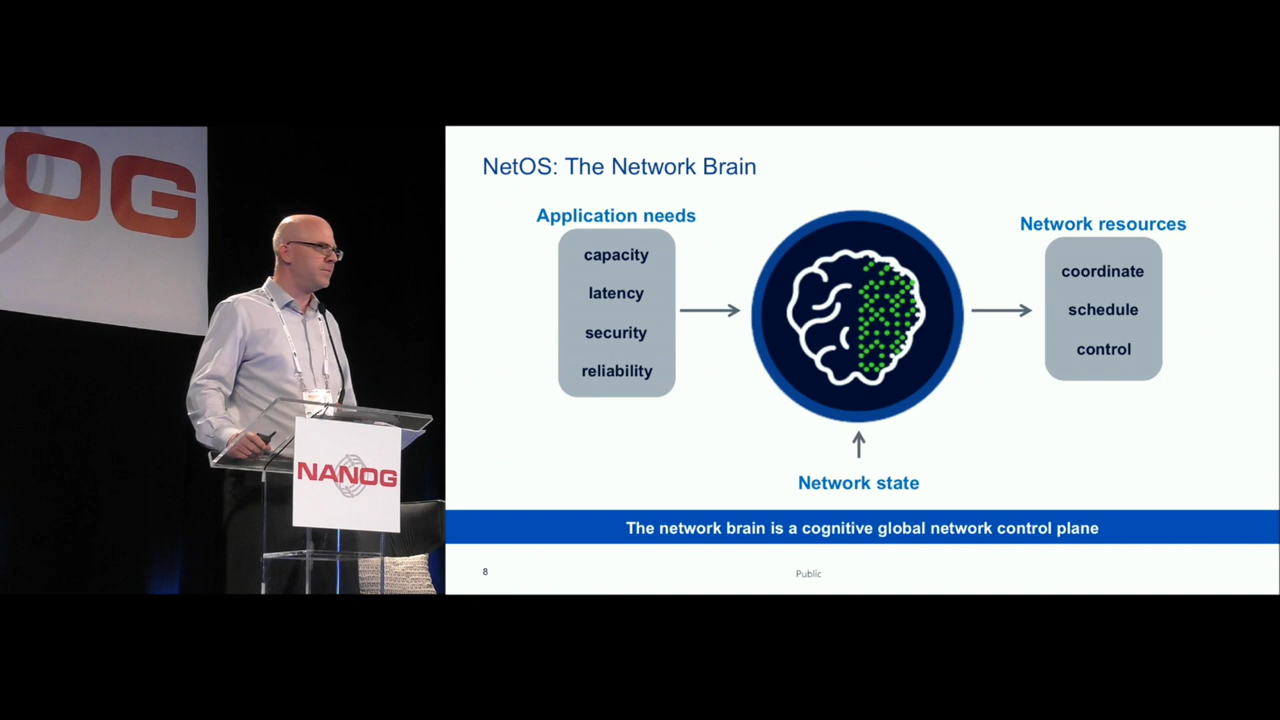 OG
NANOG
NetOS: The Network Brain
Application needs
capacity
latency
security
reliability
Network resources
coordinate
schedule
control
Network state
The network brain is a cognitive global network control plane
8
Public